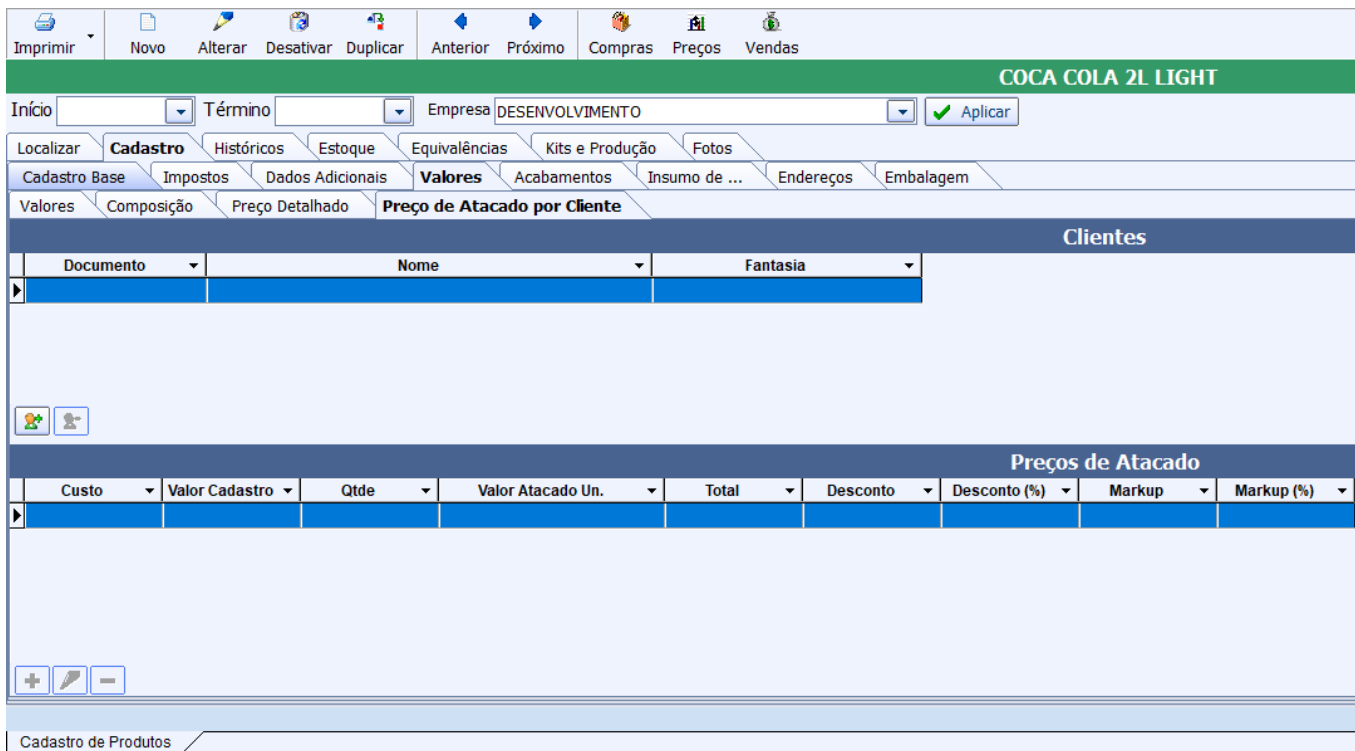 Imprimir Novo Alterar Desativar Duplicar Anterior Próximo Compras Preços Vendas
COCA COLA 2L LIGHT
Início Término Empresa DESENVOLVIMENTO Aplicar
Localizar Cadastro Históricos Estoque Equivalências Kits e Produção Fotos
Cadastro Base Impostos Dados Adicionais Valores Acabamentos Insumo de ... Endereços Embalagem
Valores Composição Preço Detalhado Preço de Atacado por Cliente
Clientes
Documento Nome Fantasia
Preços de Atacado
Custo Valor Cadastro Qtde Valor Atacado Un. Total Desconto Desconto (%) Markup Markup (%)
Cadastro de Produtos